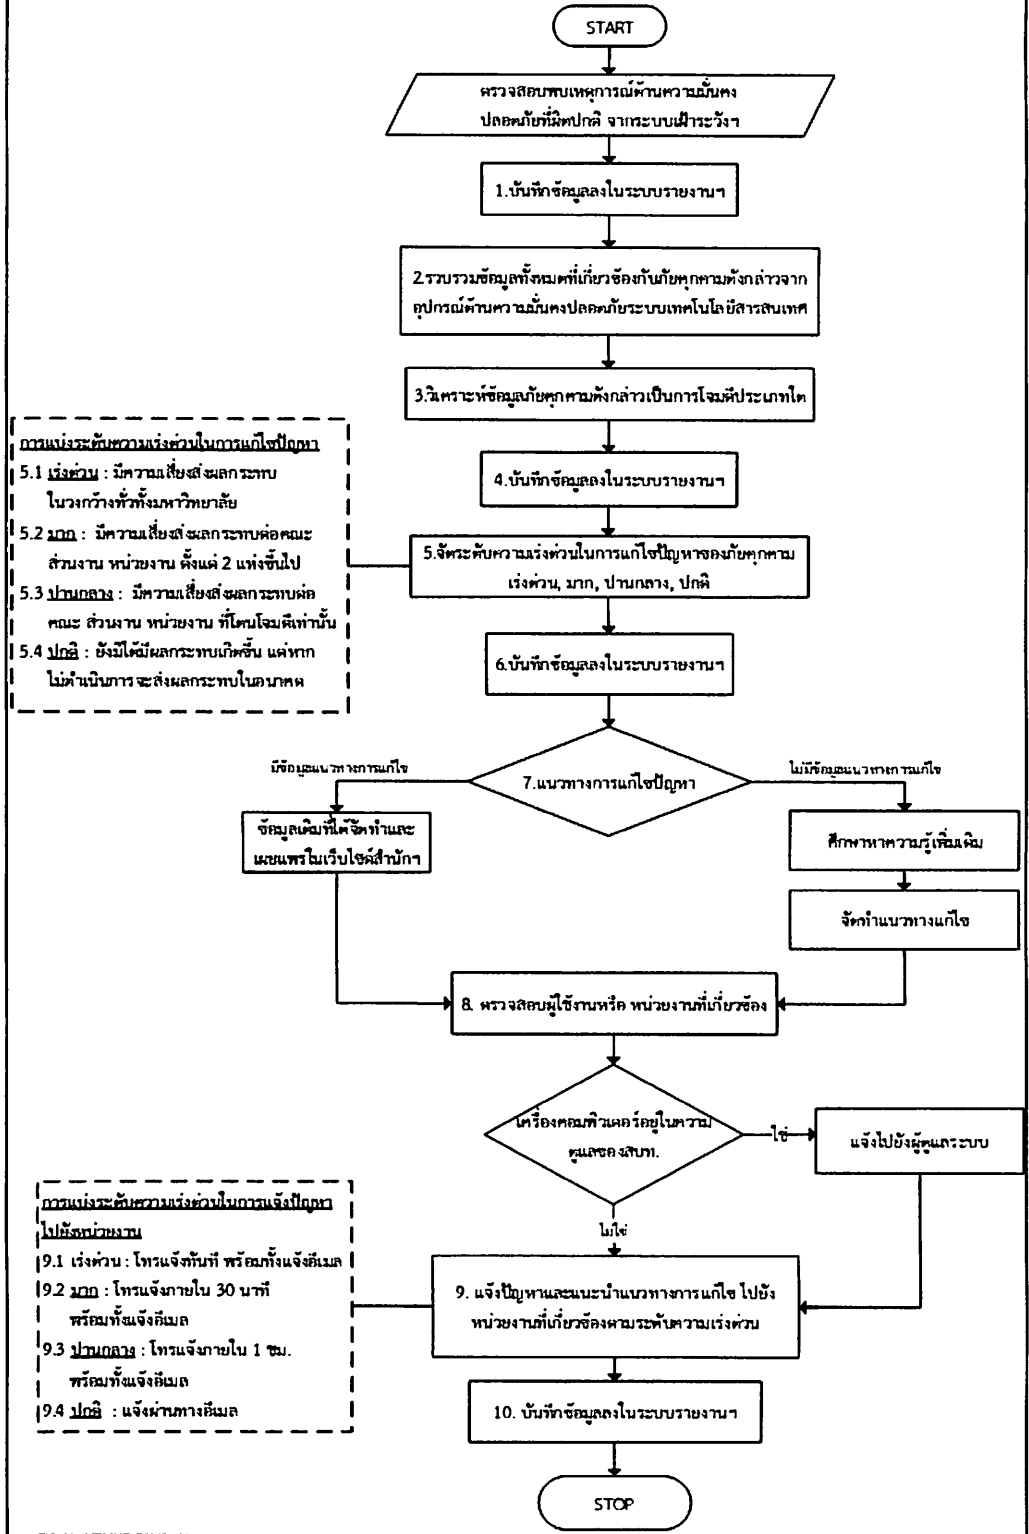 START
ตรวจสอบพบเหตุการณ์ด้านความมั่นคง
ปลอดภัยที่ผิดปกติ จากระบบเฝ้าระวังฯ
1.บันทึกข้อมูลลงในระบบรายงานฯ
2.รวบรวมข้อมูลทั้งหมดที่เกี่ยวข้องกับภัยคุกคามดังกล่าวจาก
อุปกรณ์ด้านความมั่นคงปลอดภัยระบบเทคโนโลยีสารสนเทศ
3.วิเคราะห์ข้อมูลภัยคุกคามดังกล่าวเป็นการโจมตีประเภทใด
4.บันทึกข้อมูลลงในระบบรายงานฯ
การแบ่งระดับความเร่งด่วนในการแก้ไขปัญหา
5.1 เร่งด่วน : มีความเสี่ยงส่งผลกระทบ
ในวงกว้างทั่วทั้งมหาวิทยาลัย
5.2 มาก : มีความเสี่ยงส่งผลกระทบต่อคณะ
ส่วนงาน หน่วยงาน ตั้งแต่ 2 แห่งขึ้นไป
5.3 ปานกลาง : มีความเสี่ยงส่งผลกระทบต่อ
คณะ ส่วนงาน หน่วยงาน ที่โดนโจมตีเท่านั้น
5.4 ปกติ : ยังมิได้มีผลกระทบเกิดขึ้น แต่หาก
ไม่ดำเนินการจะส่งผลกระทบในอนาคต
5.จัดระดับความเร่งด่วนในการแก้ไขปัญหาของภัยคุกคาม
เร่งด่วน, มาก, ปานกลาง, ปกติ
6.บันทึกข้อมูลลงในระบบรายงานฯ
7.แนวทางการแก้ไขปัญหา
มีข้อมูลแนวทางการแก้ไข
ไม่มีข้อมูลแนวทางการแก้ไข
ข้อมูลเดิมที่ได้จัดทำและ
เผยแพร่ในเว็บไซต์สำนักฯ
ศึกษาหาความรู้เพิ่มเติม
จัดทำแนวทางแก้ไข
8. ตรวจสอบผู้ใช้งานหรือ หน่วยงานที่เกี่ยวข้อง
เครื่องคอมพิวเตอร์อยู่ในความ
ดูแลของสบท.
ใช่
แจ้งไปยังผู้ดูแลระบบ
ไม่ใช่
การแบ่งระดับความเร่งด่วนในการแจ้งปัญหา
ไปยังหน่วยงาน
9.1 เร่งด่วน : โทรแจ้งทันที พร้อมทั้งแจ้งอีเมล
9.2 มาก : โทรแจ้งภายใน 30 นาที
พร้อมทั้งแจ้งอีเมล
9.3 ปานกลาง : โทรแจ้งภายใน 1 ชม.
พร้อมทั้งแจ้งอีเมล
9.4 ปกติ : แจ้งผ่านทางอีเมล
9. แจ้งปัญหาและแนะนำแนวทางการแก้ไข ไปยัง
หน่วยงานที่เกี่ยวข้องตามระดับความเร่งด่วน
10. บันทึกข้อมูลลงในระบบรายงานฯ
STOP